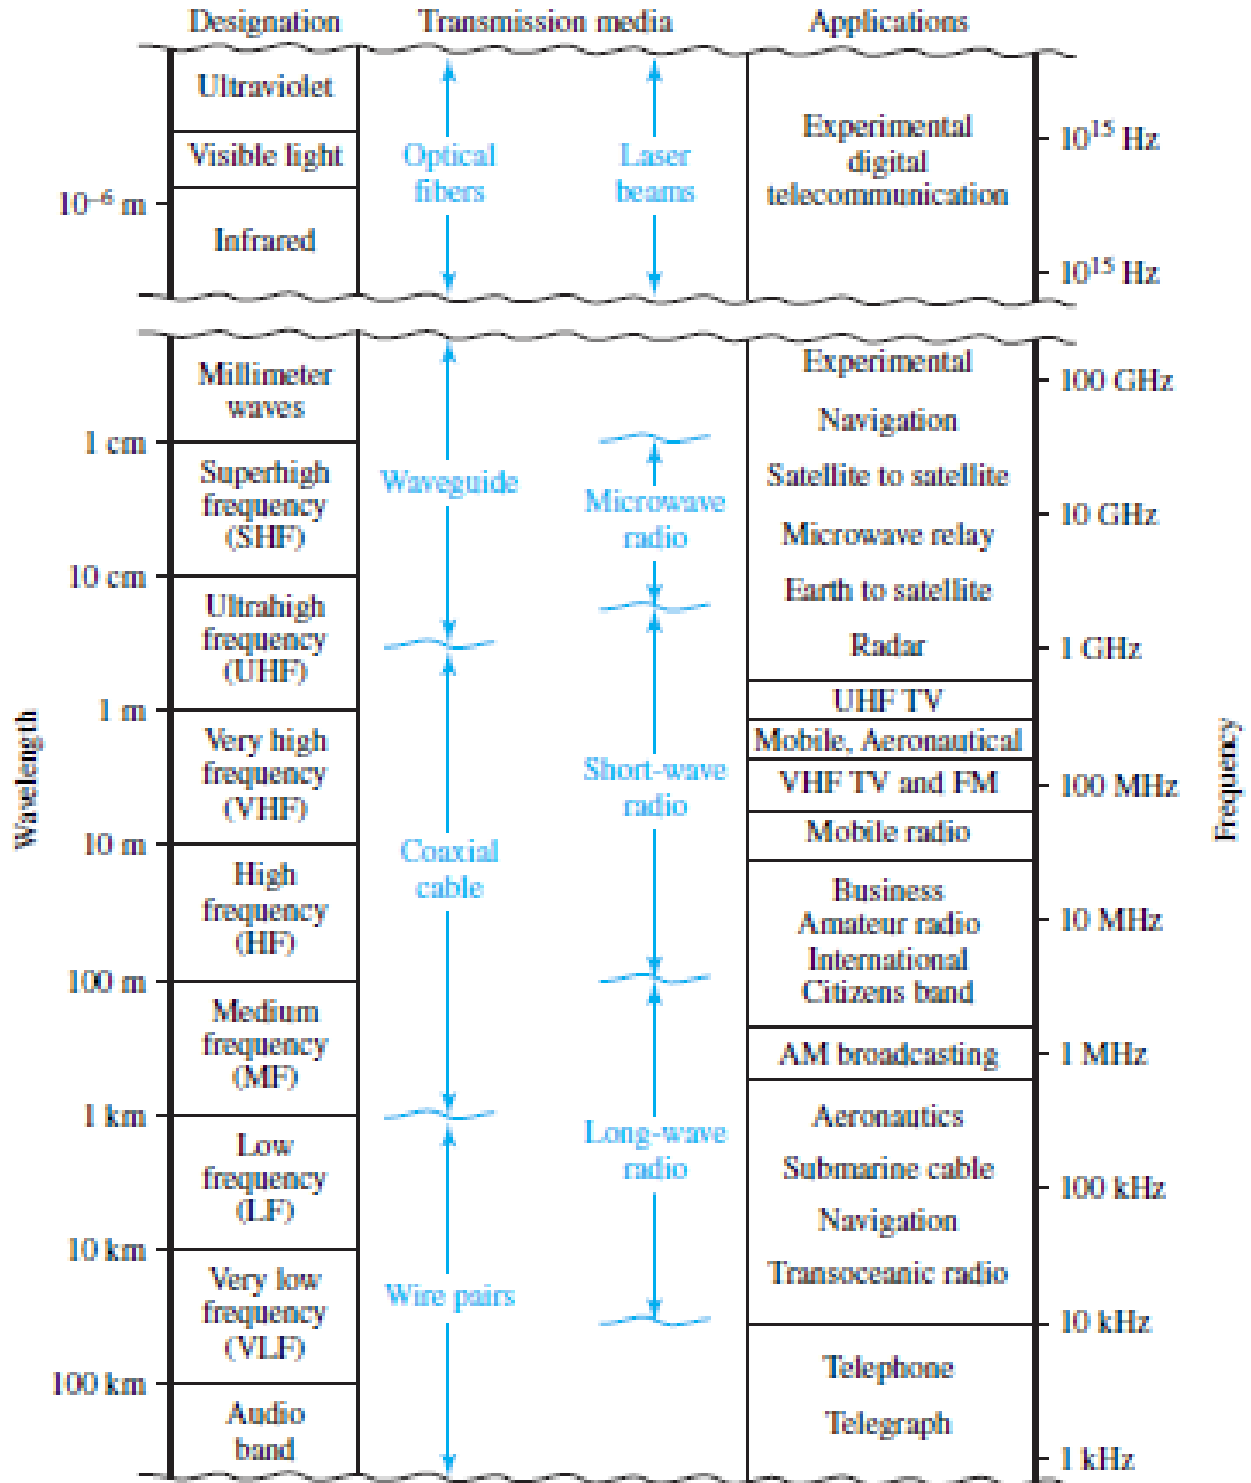 Designation
Transmission media
Applications
Ultraviolet
Visible light
Optical
fibers
Laser
beams
Experimental
digital
telecommunication
10¹⁵ Hz
10⁻⁶ m
Infrared
10¹⁵ Hz
Millimeter
waves
Experimental
100 GHz
Navigation
1 cm
Superhigh
frequency
(SHF)
Waveguide
Microwave
radio
Satellite to satellite
10 GHz
Microwave relay
10 cm
Ultrahigh
frequency
(UHF)
Earth to satellite
Radar
1 GHz
UHF TV
1 m
Very high
frequency
(VHF)
Short-wave
radio
Mobile, Aeronautical
VHF TV and FM
100 MHz
Mobile radio
Wavelength
Frequency
10 m
High
frequency
(HF)
Coaxial
cable
Business
Amateur radio
International
Citizens band
10 MHz
100 m
Medium
frequency
(MF)
AM broadcasting
1 MHz
1 km
Low
frequency
(LF)
Long-wave
radio
Aeronautics
Submarine cable
100 kHz
Navigation
10 km
Very low
frequency
(VLF)
Wire pairs
Transoceanic radio
10 kHz
100 km
Audio
band
Telephone
Telegraph
1 kHz